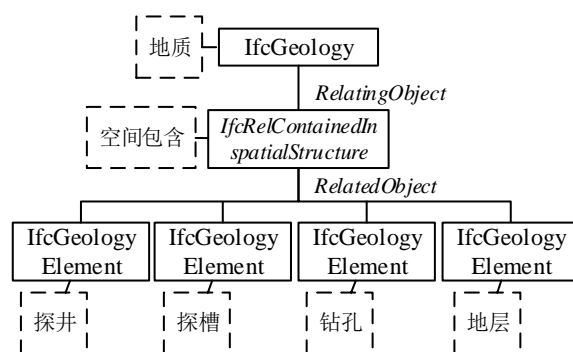 地质
IfcGeology
RelatingObject
空间包含
IfcRelContainedIn
spatialStructure
RelatedObject
IfcGeology
Element
IfcGeology
Element
IfcGeology
Element
IfcGeology
Element
探井
探槽
钻孔
地层